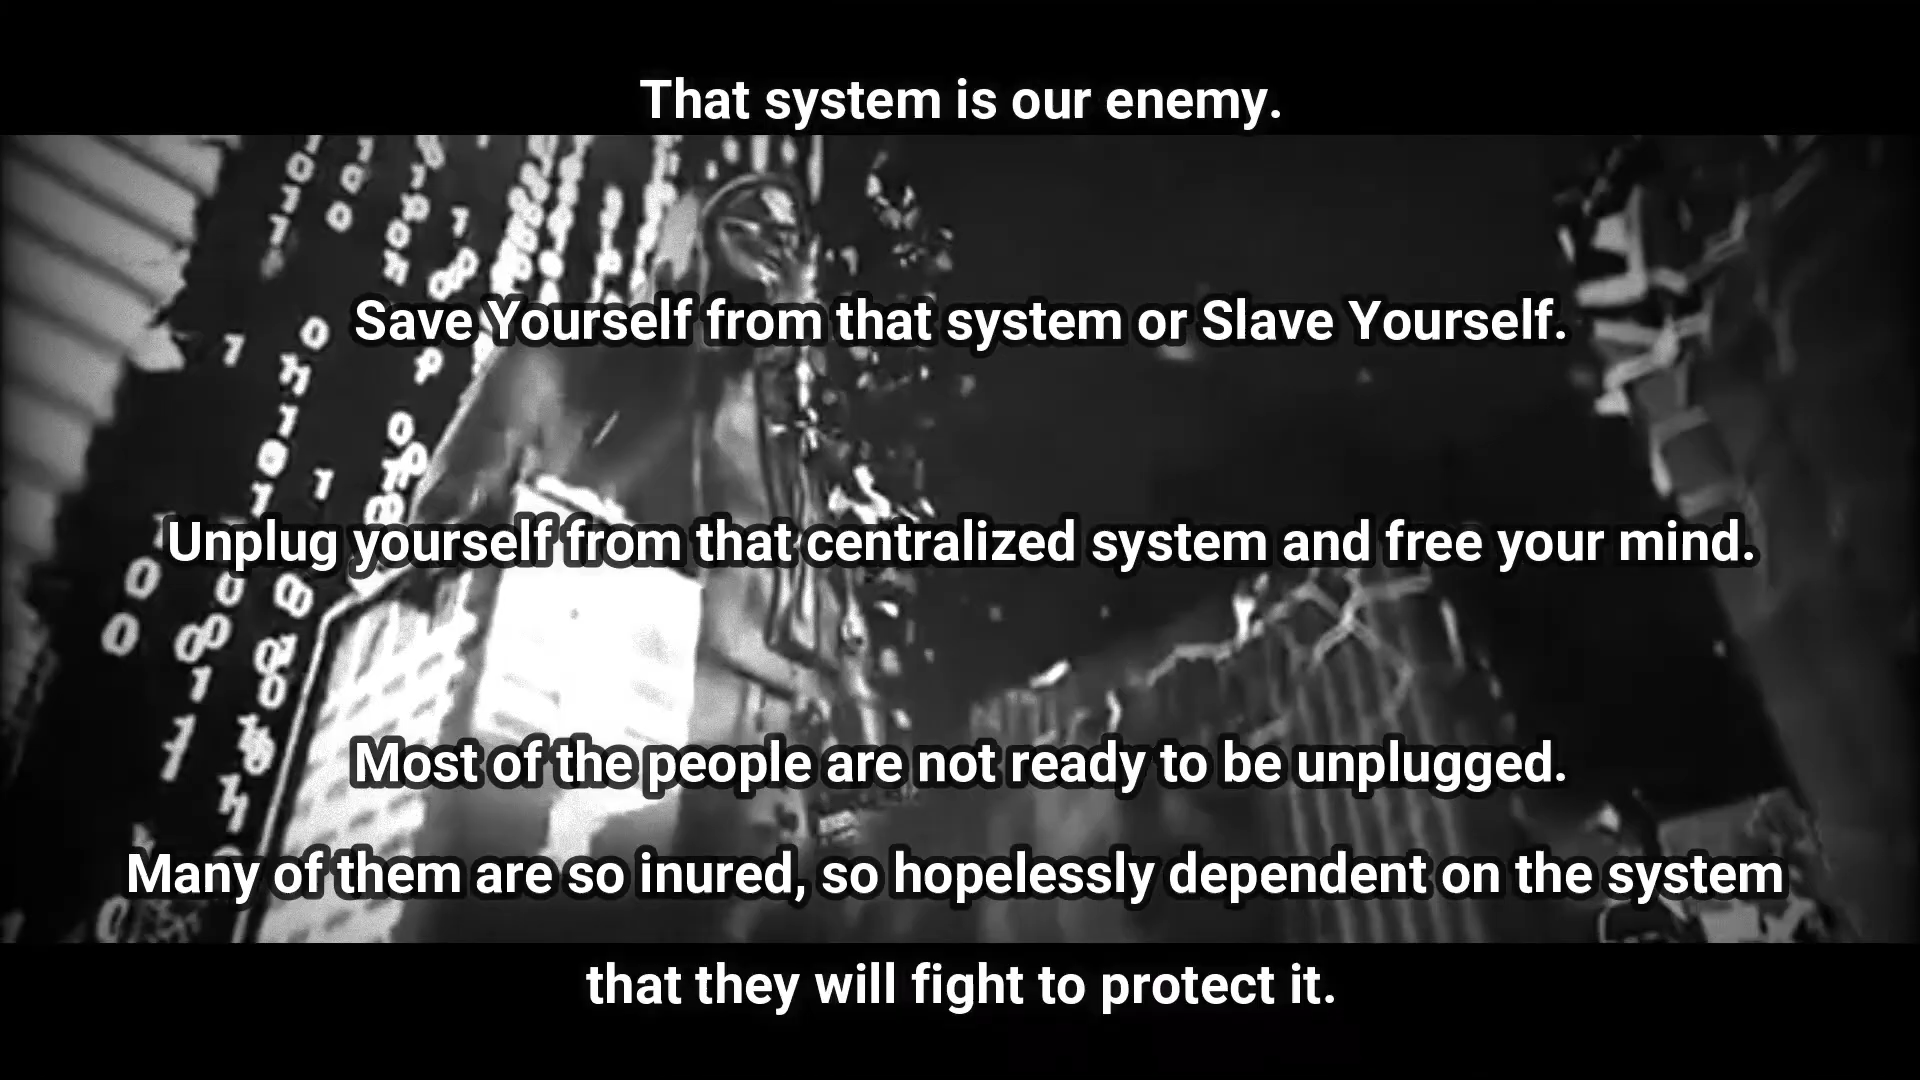 That system is our enemy.
Save Yourself from that system or Slave Yourself.
Unplug yourself from that centralized system and free your mind.
Most of the people are not ready to be unplugged.
Many of them are so inured, so hopelessly dependent on the system
that they will fight to protect it.